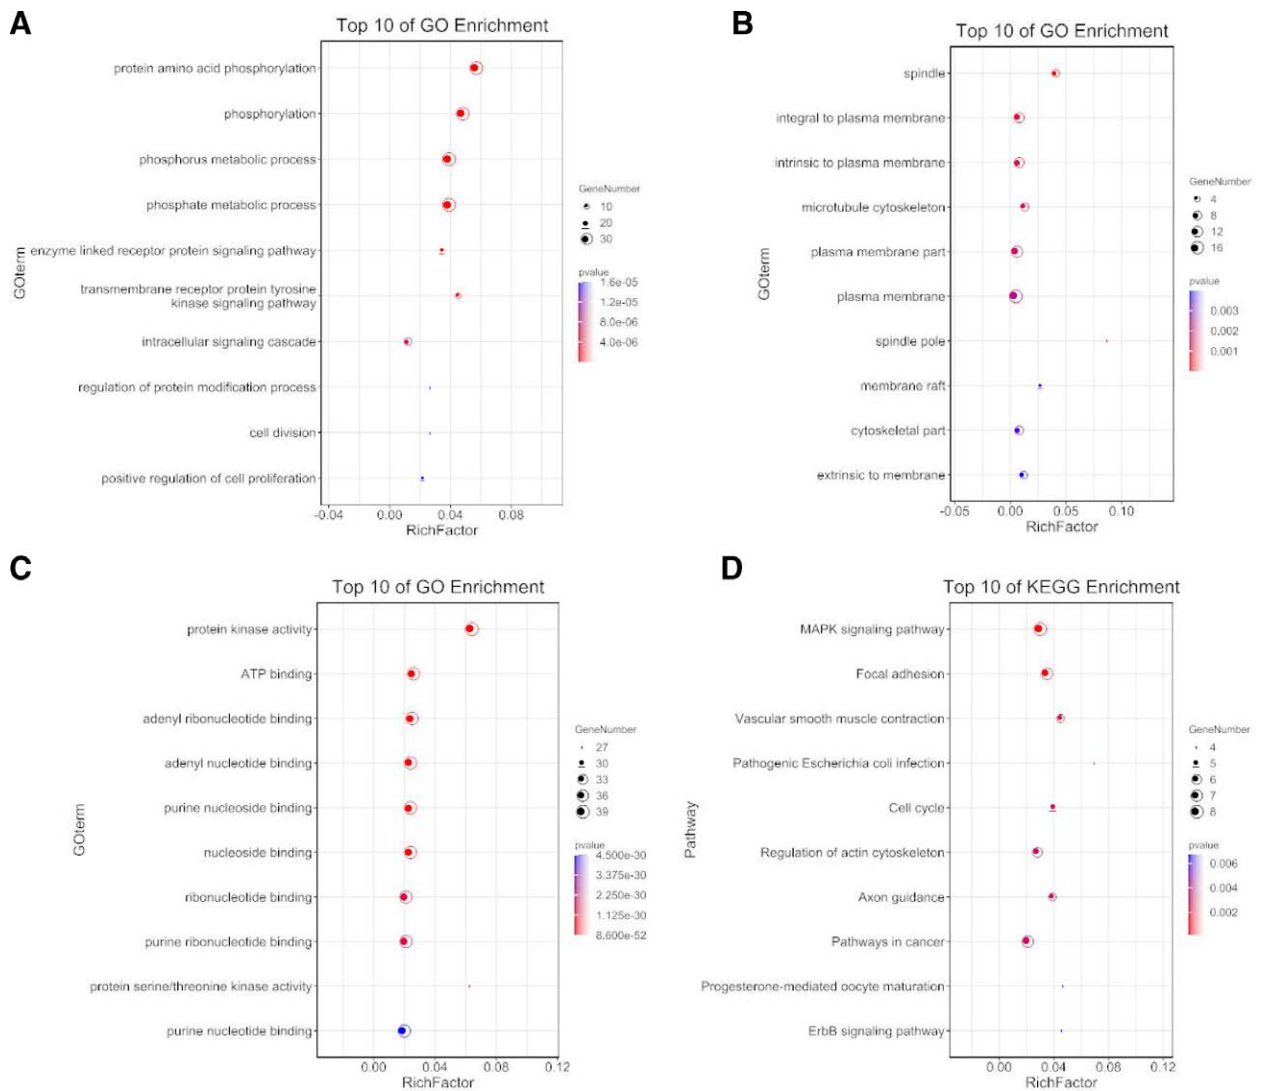 A
Top 10 of GO Enrichment
GOterm
protein amino acid phosphorylation
phosphorylation
phosphorus metabolic process
phosphate metabolic process
enzyme linked receptor protein signaling pathway
transmembrane receptor protein tyrosine
kinase signaling pathway
intracellular signaling cascade
regulation of protein modification process
cell division
positive regulation of cell proliferation
-0.04 0.00 0.04 0.08
RichFactor
GeneNumber
10
20
30
pvalue
1.6e-05
1.2e-05
8.0e-06
4.0e-06
B
Top 10 of GO Enrichment
GOterm
spindle
integral to plasma membrane
intrinsic to plasma membrane
microtubule cytoskeleton
plasma membrane part
plasma membrane
spindle pole
membrane raft
cytoskeletal part
extrinsic to membrane
-0.05 0.00 0.05 0.10
RichFactor
GeneNumber
4
8
12
16
pvalue
0.003
0.002
0.001
C
Top 10 of GO Enrichment
GOterm
protein kinase activity
ATP binding
adenyl ribonucleotide binding
adenyl nucleotide binding
purine nucleoside binding
nucleoside binding
ribonucleotide binding
purine ribonucleotide binding
protein serine/threonine kinase activity
purine nucleotide binding
0.00 0.04 0.08 0.12
RichFactor
GeneNumber
27
30
33
36
39
pvalue
4.500e-30
3.375e-30
2.250e-30
1.125e-30
8.600e-52
D
Top 10 of KEGG Enrichment
Pathway
MAPK signaling pathway
Focal adhesion
Vascular smooth muscle contraction
Pathogenic Escherichia coli infection
Cell cycle
Regulation of actin cytoskeleton
Axon guidance
Pathways in cancer
Progesterone-mediated oocyte maturation
ErbB signaling pathway
0.00 0.04 0.08 0.12
RichFactor
GeneNumber
4
5
6
7
8
pvalue
0.006
0.004
0.002